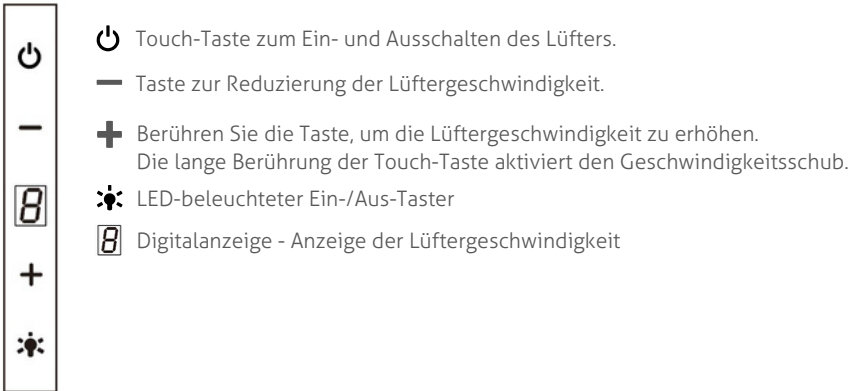 Touch-Taste zum Ein- und Ausschalten des Lüfters.
Taste zur Reduzierung der Lüftergeschwindigkeit.
Berühren Sie die Taste, um die Lüftergeschwindigkeit zu erhöhen.
Die lange Berührung der Touch-Taste aktiviert den Geschwindigkeitsschub.
LED-beleuchteter Ein-/Aus-Taster
8 Digitalanzeige - Anzeige der Lüftergeschwindigkeit